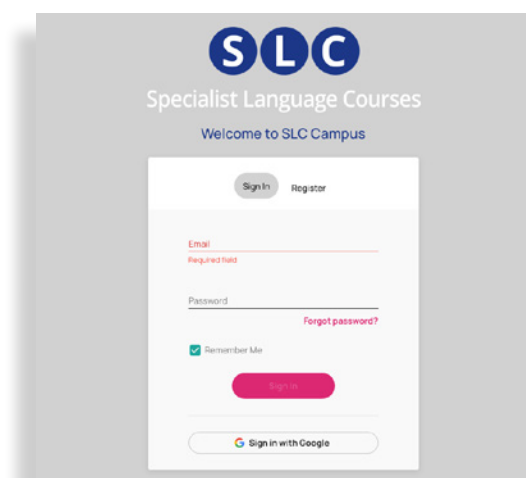 SLC
Specialist Language Courses
Welcome to SLC Campus
Sign In Register
Email
Required field
Password
Forgot password?
Remember Me
Sign In
Sign in with Google